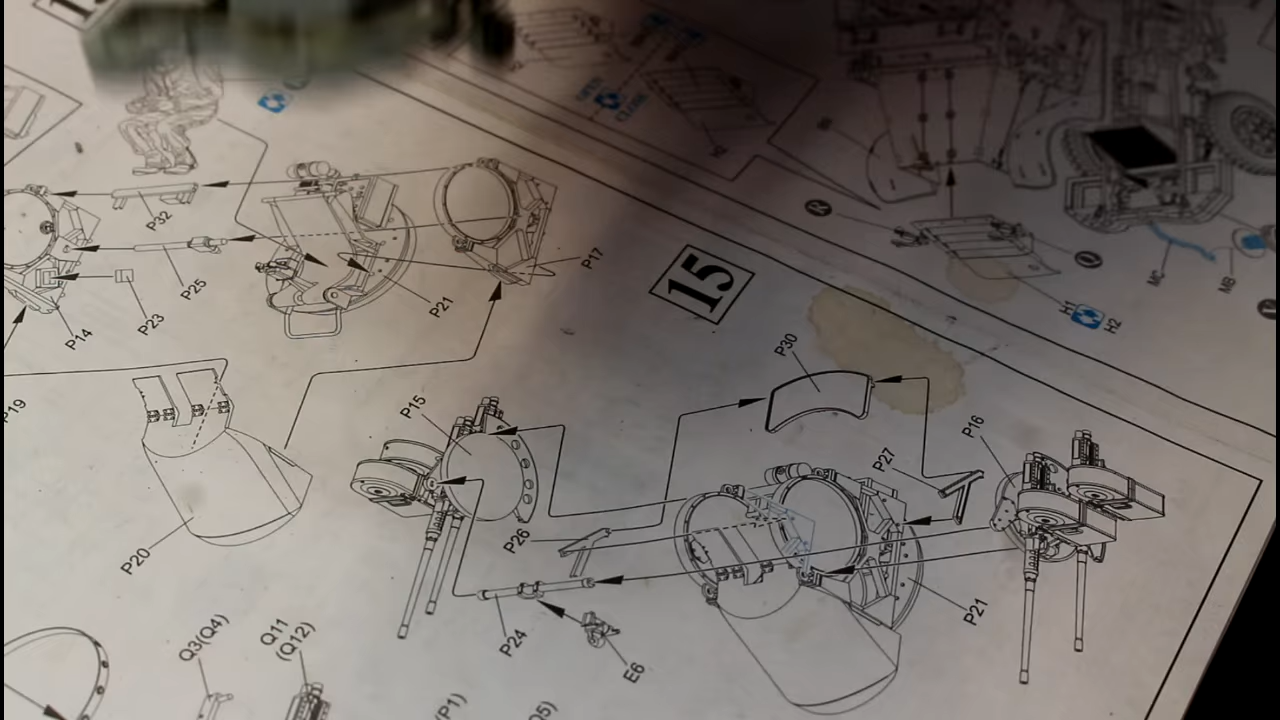 P32
P25
P23
P14
P19
P21
P17
P20
15
P15
P30
P16
P27
P26
P24
E6
P21
H1
H2
MC
MB
Q3(Q4)
Q11
(Q12)
(P1)